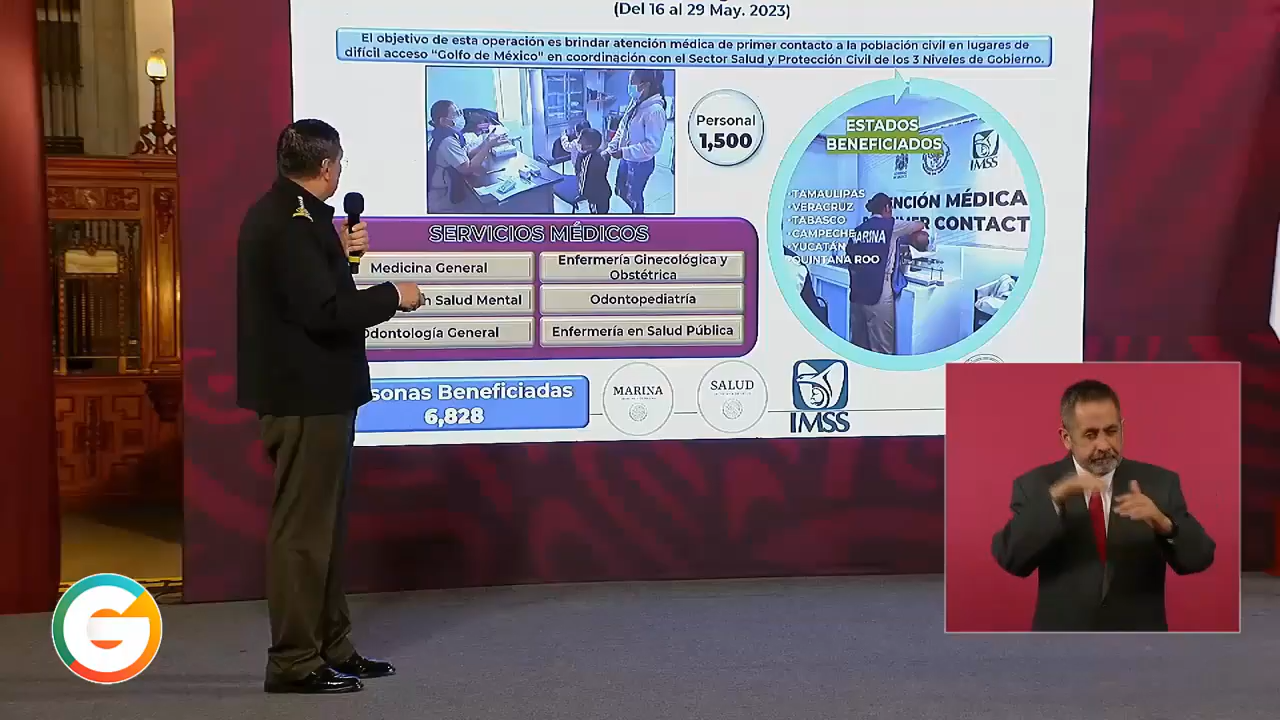 (Del 16 al 29 May. 2023)
El objetivo de esta operación es brindar atención médica de primer contacto a la población civil en lugares de
difícil acceso “Golfo de México” en coordinación con el Sector Salud y Protección Civil de los 3 Niveles de Gobierno.
Personal
1,500
ESTADOS
BENEFICIADOS
IMSS
TAMAULIPAS
VERACRUZ
TABASCO
CAMPECHE
YUCATÁN
QUINTANA ROO
NCIÓN MÉDICA
CONTACT
MARINA
SERVICIOS MÉDICOS
Medicina General
Enfermería Ginecológica y
Obstétrica
n Salud Mental
Odontopediatría
Odontología General
Enfermería en Salud Pública
sonas Beneficiadas
6,828
MARINA
SALUD
IMSS
G